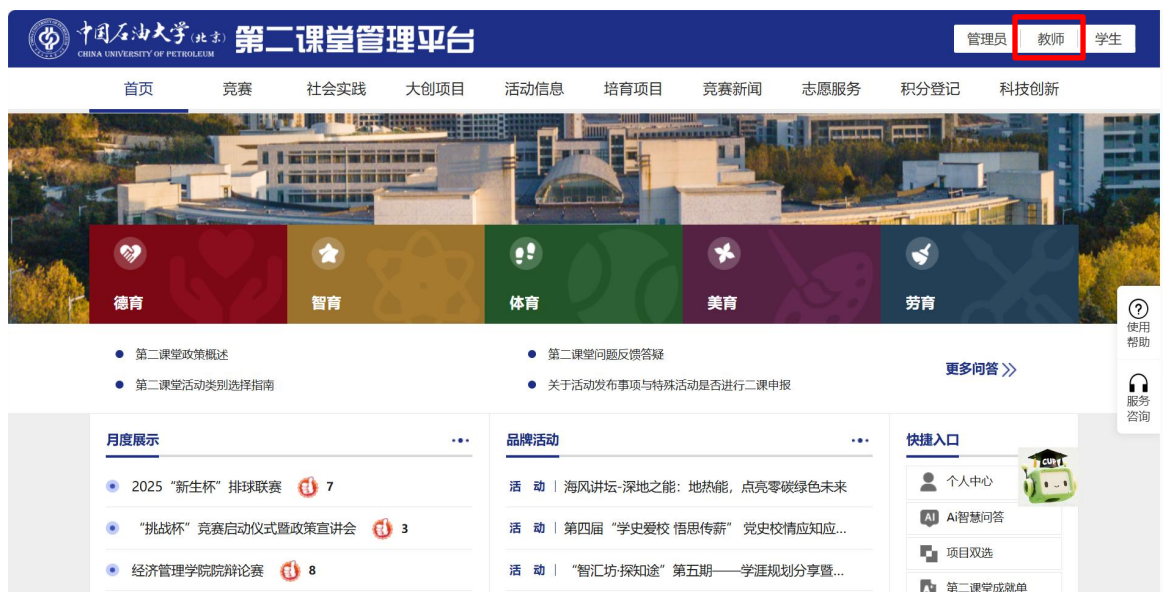 中国石油大学(北京) 第二课堂管理平台
CHINA UNIVERSITY OF PETROLEUM
管理员 教师 学生
首页 竞赛 社会实践 大创项目 活动信息 培育项目 竞赛新闻 志愿服务 积分登记 科技创新
德育 智育 体育 美育 劳育
使用
帮助
第二课堂政策概述 第二课堂问题反馈答疑
更多问答
第二课堂活动类别选择指南 关于活动发布事项与特殊活动是否进行二课申报
服务
咨询
月度展示 品牌活动 快捷入口
CUP
2025“新生杯”排球联赛 7 活 动 海风讲坛-深地之能：地热能，点亮零碳绿色未来 个人中心
AI Ai智慧问答
“挑战杯”竞赛启动仪式暨政策宣讲会 3 活 动 第四届“学史爱校 悟思传薪” 党史校情应知应...
项目双选
经济管理学院院辩论赛 8 活 动 “智汇坊·探知途”第五期——学涯规划分享暨...
第二课堂成就单